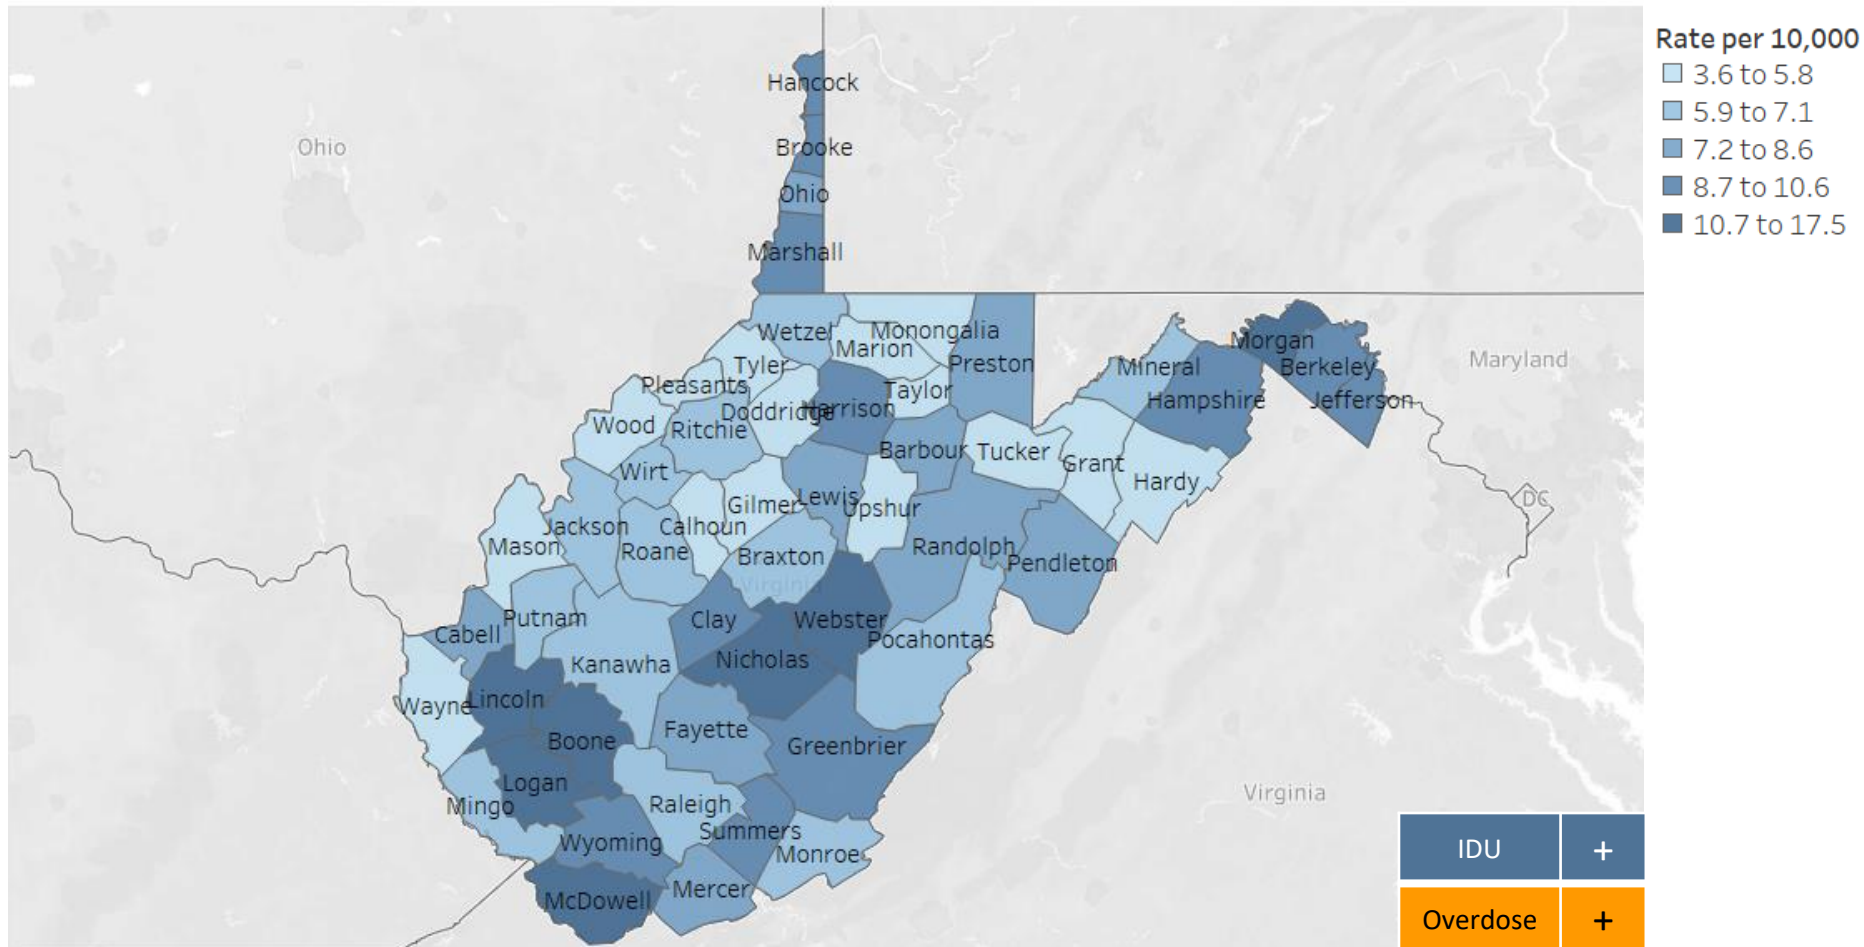 Rate per 10,000
3.6 to 5.8
5.9 to 7.1
7.2 to 8.6
8.7 to 10.6
10.7 to 17.5
Hancock
Ohio
Brooke
Ohio
Marshall
Wetzel
Monongalia
Marion
Morgan
Maryland
Tyler
Preston
Mineral
Berkeley
Pleasants
Taylor
Hampshire
Jefferson
Doddridge
Harrison
Wood
Ritchie
Barbour
Tucker
Grant
Wirt
Hardy
Lewis
DC
Gilmer
Upshur
Jackson
Calhoun
Mason
Roane
Braxton
Randolph
Pendleton
Virginia
Putnam
Clay
Webster
Cabell
Pocahontas
Kanawha
Nicholas
Lincoln
Wayne
Fayette
Boone
Greenbrier
Logan
Virginia
Mingo
Raleigh
Summers
Wyoming
Monroe
IDU +
Mercer
McDowell
Overdose +